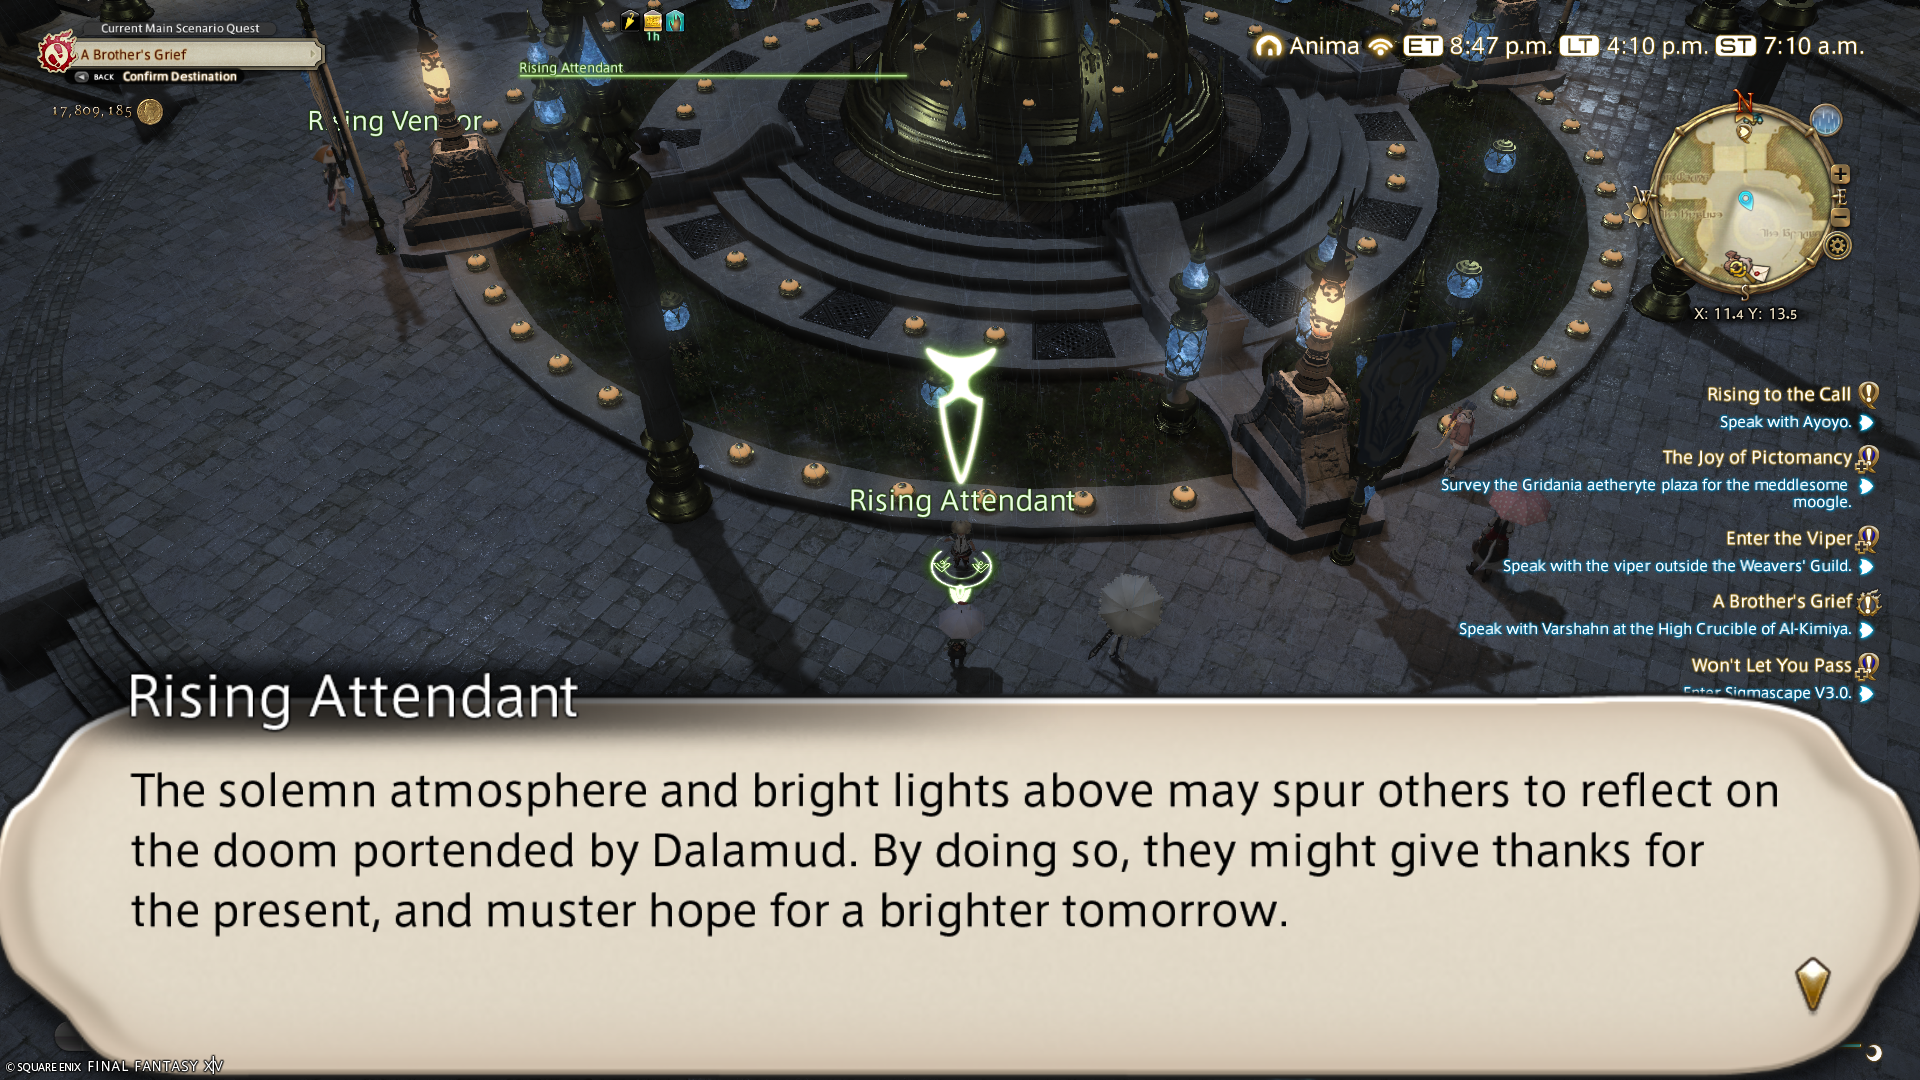 Current Main Scenario Quest
A Brother's Grief
BACK Confirm Destination
17,809,185
1h
Rising Attendant
Anima ET 8:47 p.m. LT 4:10 p.m. ST 7:10 a.m.
N
W
E
S
X: 11.4 Y: 13.5
Rising Attendant
Rising to the Call
Speak with Ayoyo.
The Joy of Pictomancy
Survey the Gridania aetheryte plaza for the meddlesome
moogle.
Enter the Viper
Speak with the viper outside the Weavers' Guild.
A Brother's Grief
Speak with Varshahn at the High Crucible of Al-Kimiya.
Won't Let You Pass
Enter Sigmascape V3.0.
Rising Attendant
The solemn atmosphere and bright lights above may spur others to reflect on
the doom portended by Dalamud. By doing so, they might give thanks for
the present, and muster hope for a brighter tomorrow.
© SQUARE ENIX FINAL FANTASY XIV